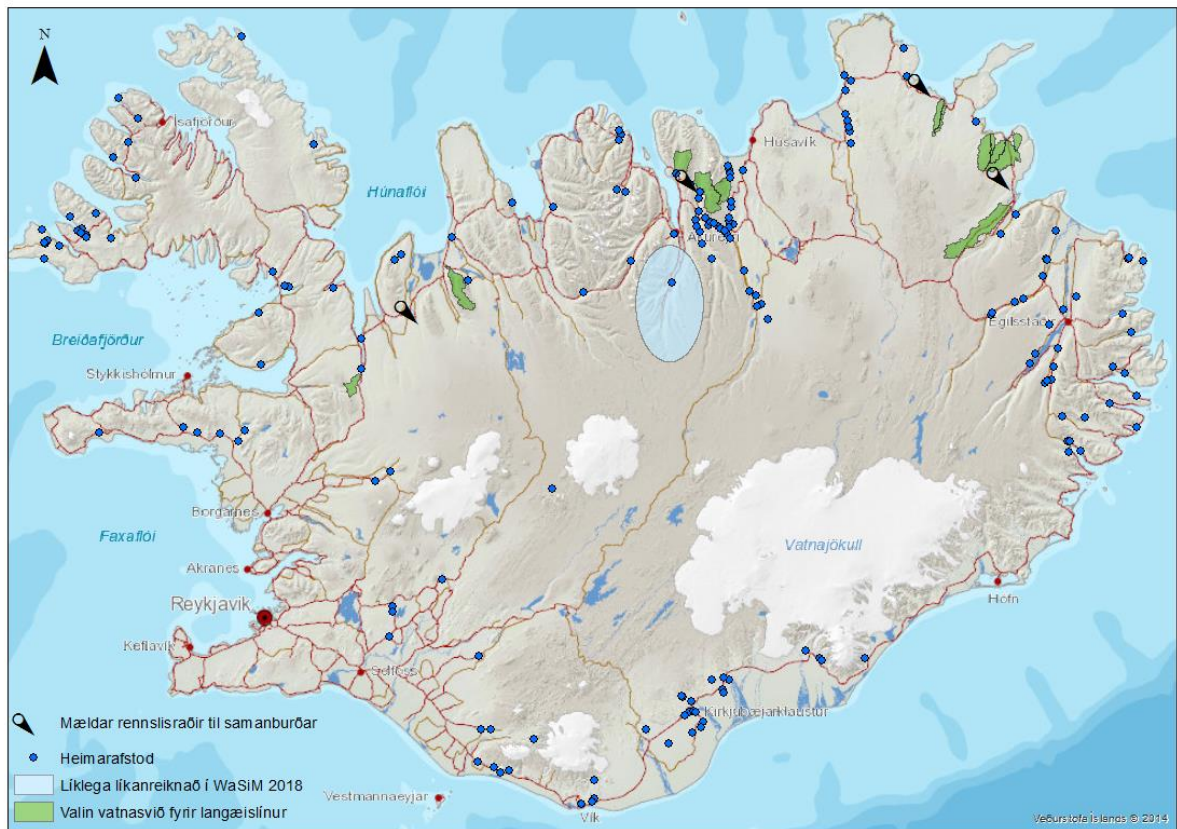 N
Ísafjörður
Húsavík
Húnaflói
Akureyri
Egilsstaðir
Breiðafjörður
Stykkishólmur
Borgarnes
Faxaflói
Vatnajökull
Akranes
Höfn
Reykjavík
Keflavík
Selfoss
Kirkjubæjarklaustur
Mældar rennslisraðir til samanburðar
Heimarafstod
Líklega líkanreiknað í WaSiM 2018
Vestmannaeyjar
Valin vatnasvið fyrir langæislínur
Vík
Veðurstofa Íslands © 2014